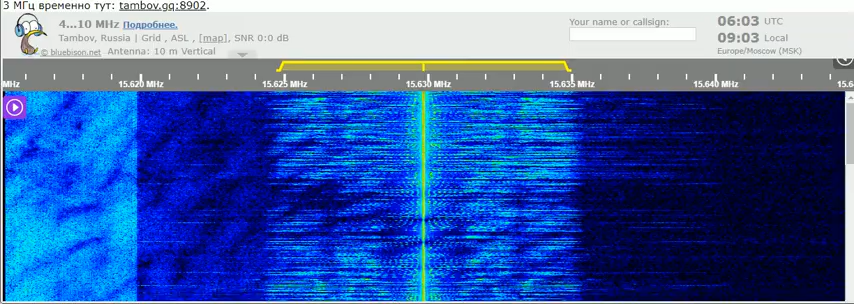 3 МГц временно тут: tambov.gq:8902.
4...10 MHz Подробнее.
Tambov, Russia | Grid , ASL , [map], SNR 0:0 dB
© bluebison.net Antenna: 10 m Vertical
Your name or callsign:
06:03 UTC
09:03 Local
Europe/Moscow (MSK)
MHz 15.620 MHz 15.625 MHz 15.630 MHz 15.635 MHz 15.640 MHz 15.6